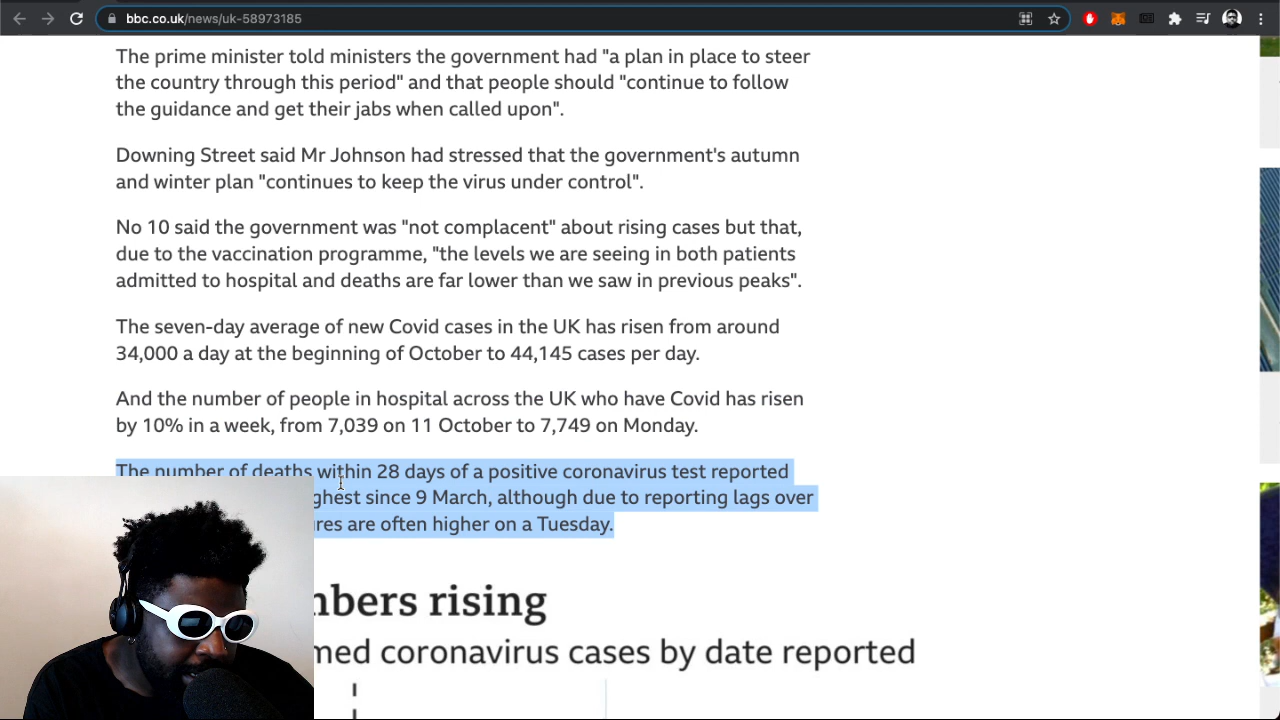 bbc.co.uk/news/uk-58973185
The prime minister told ministers the government had "a plan in place to steer
the country through this period" and that people should "continue to follow
the guidance and get their jabs when called upon".
Downing Street said Mr Johnson had stressed that the government's autumn
and winter plan "continues to keep the virus under control".
No 10 said the government was "not complacent" about rising cases but that,
due to the vaccination programme, "the levels we are seeing in both patients
admitted to hospital and deaths are far lower than we saw in previous peaks".
The seven-day average of new Covid cases in the UK has risen from around
34,000 a day at the beginning of October to 44,145 cases per day.
And the number of people in hospital across the UK who have Covid has risen
by 10% in a week, from 7,039 on 11 October to 7,749 on Monday.
The number of deaths within 28 days of a positive coronavirus test reported
since 9 March, although due to reporting lags over
are often higher on a Tuesday.
rising
coronavirus cases by date reported